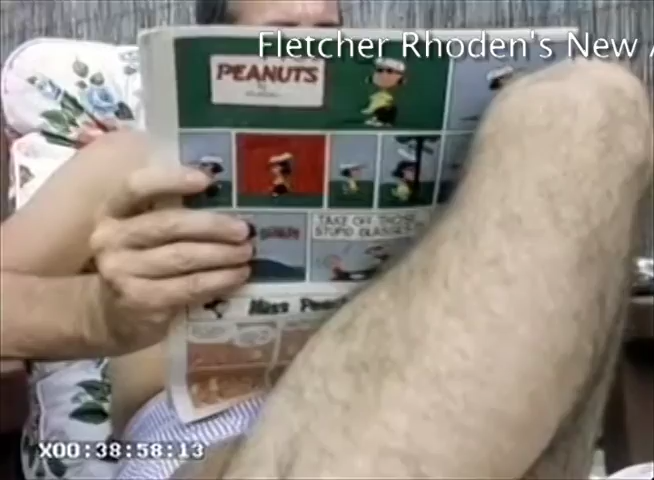 Fletcher Rhoden's New
PEANUTS
TAKE OFF THOSE
STUPID GLASSES
X00:38:58:13